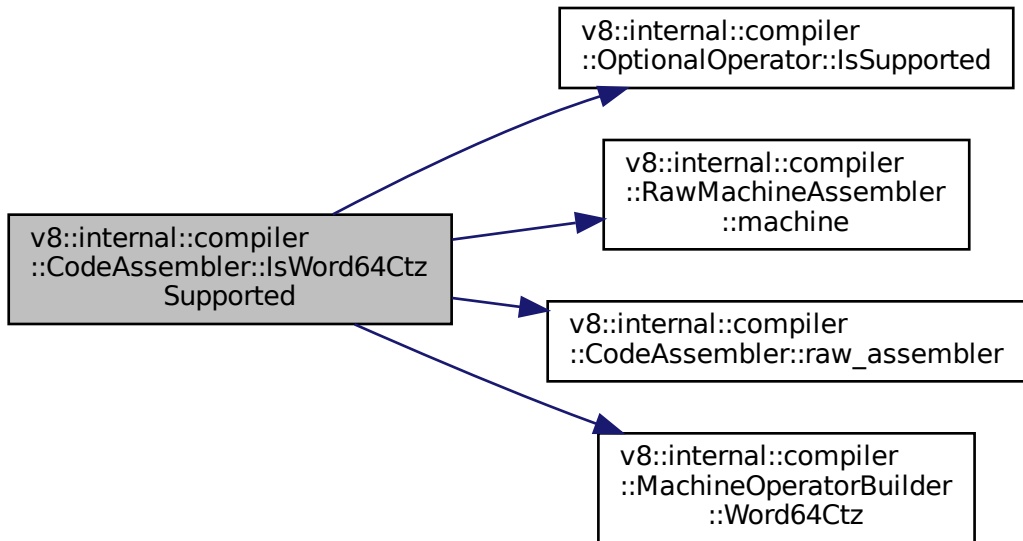 v8::internal::compiler
::OptionalOperator::IsSupported
v8::internal::compiler
::RawMachineAssembler
::machine
v8::internal::compiler
::CodeAssembler::IsWord64Ctz
Supported
v8::internal::compiler
::CodeAssembler::raw_assembler
v8::internal::compiler
::MachineOperatorBuilder
::Word64Ctz